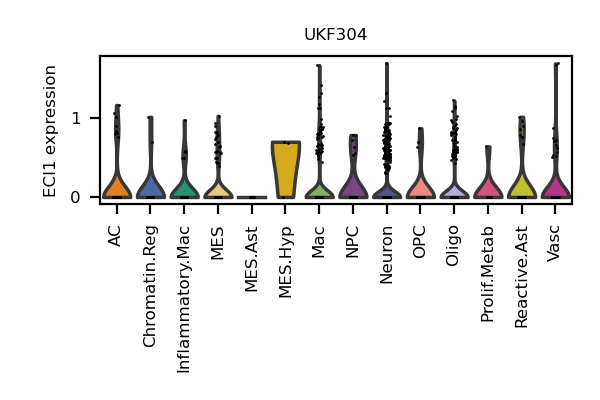 UKF304
ECI1 expression
1
0
AC
Chromatin.Reg
Inflammatory.Mac
MES
MES.Ast
MES.Hyp
Mac
NPC
Neuron
OPC
Oligo
Prolif.Metab
Reactive.Ast
Vasc